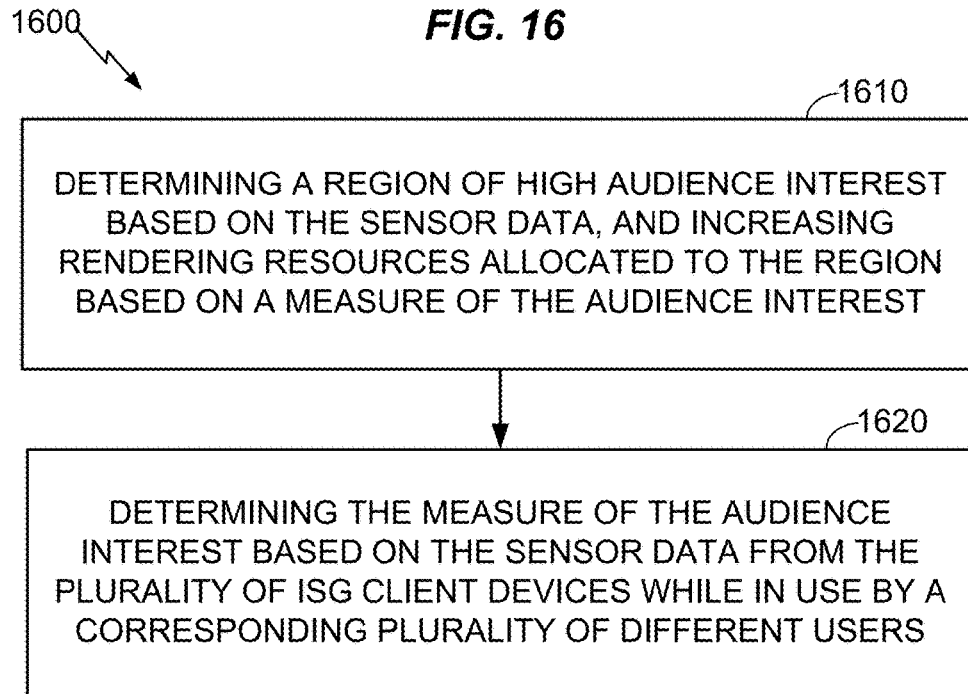 FIG. 16
1600
1610
DETERMINING A REGION OF HIGH AUDIENCE INTEREST
BASED ON THE SENSOR DATA, AND INCREASING
RENDERING RESOURCES ALLOCATED TO THE REGION
BASED ON A MEASURE OF THE AUDIENCE INTEREST
1620
DETERMINING THE MEASURE OF THE AUDIENCE
INTEREST BASED ON THE SENSOR DATA FROM THE
PLURALITY OF ISG CLIENT DEVICES WHILE IN USE BY A
CORRESPONDING PLURALITY OF DIFFERENT USERS